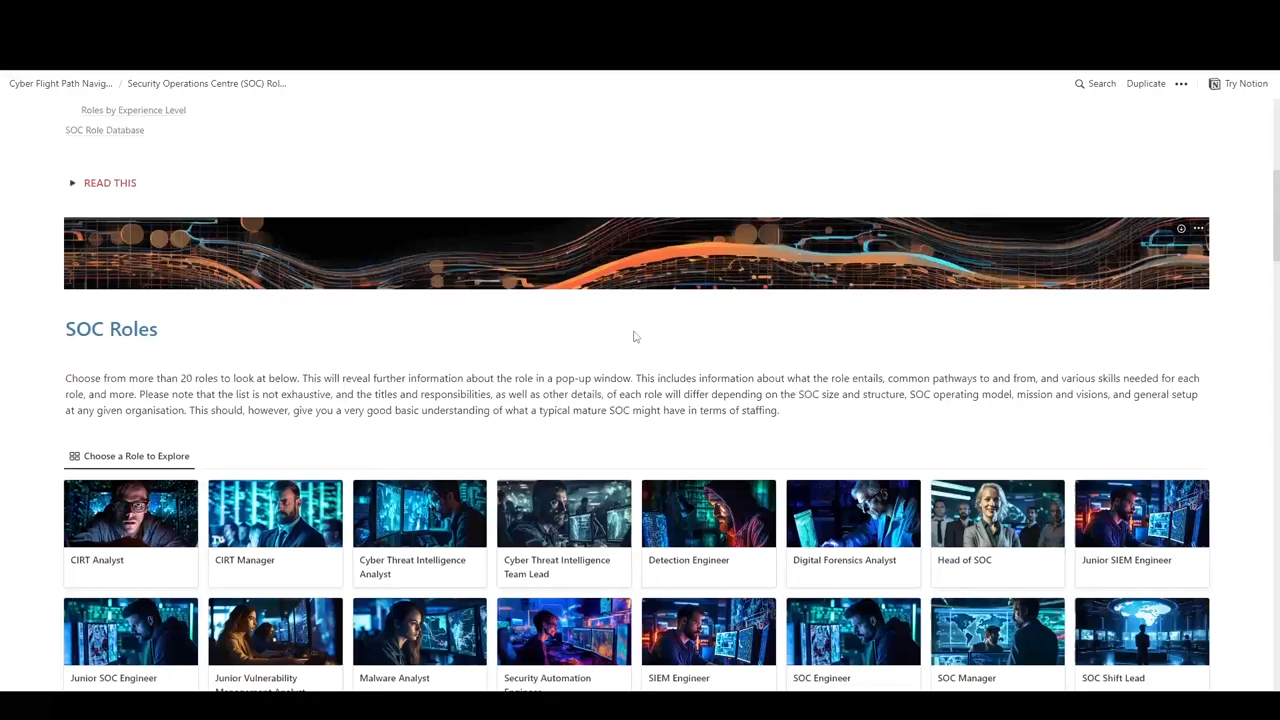 Cyber Flight Path Navig... / Security Operations Centre (SOC) Rol...
Search Duplicate ••• Try Notion
Roles by Experience Level
SOC Role Database
READ THIS
SOC Roles
Choose from more than 20 roles to look at below. This will reveal further information about the role in a pop-up window. This includes information about what the role entails, common pathways to and from, and various skills needed for each
role, and more. Please note that the list is not exhaustive, and the titles and responsibilities, as well as other details, of each role will differ depending on the SOC size and structure, SOC operating model, mission and visions, and general setup
at any given organisation. This should, however, give you a very good basic understanding of what a typical mature SOC might have in terms of staffing.
Choose a Role to Explore
CIRT Analyst
CIRT Manager
Cyber Threat Intelligence
Analyst
Cyber Threat Intelligence
Team Lead
Detection Engineer
Digital Forensics Analyst
Head of SOC
Junior SIEM Engineer
Junior SOC Engineer
Junior Vulnerability
Management Analyst
Malware Analyst
Security Automation
Engineer
SIEM Engineer
SOC Engineer
SOC Manager
SOC Shift Lead